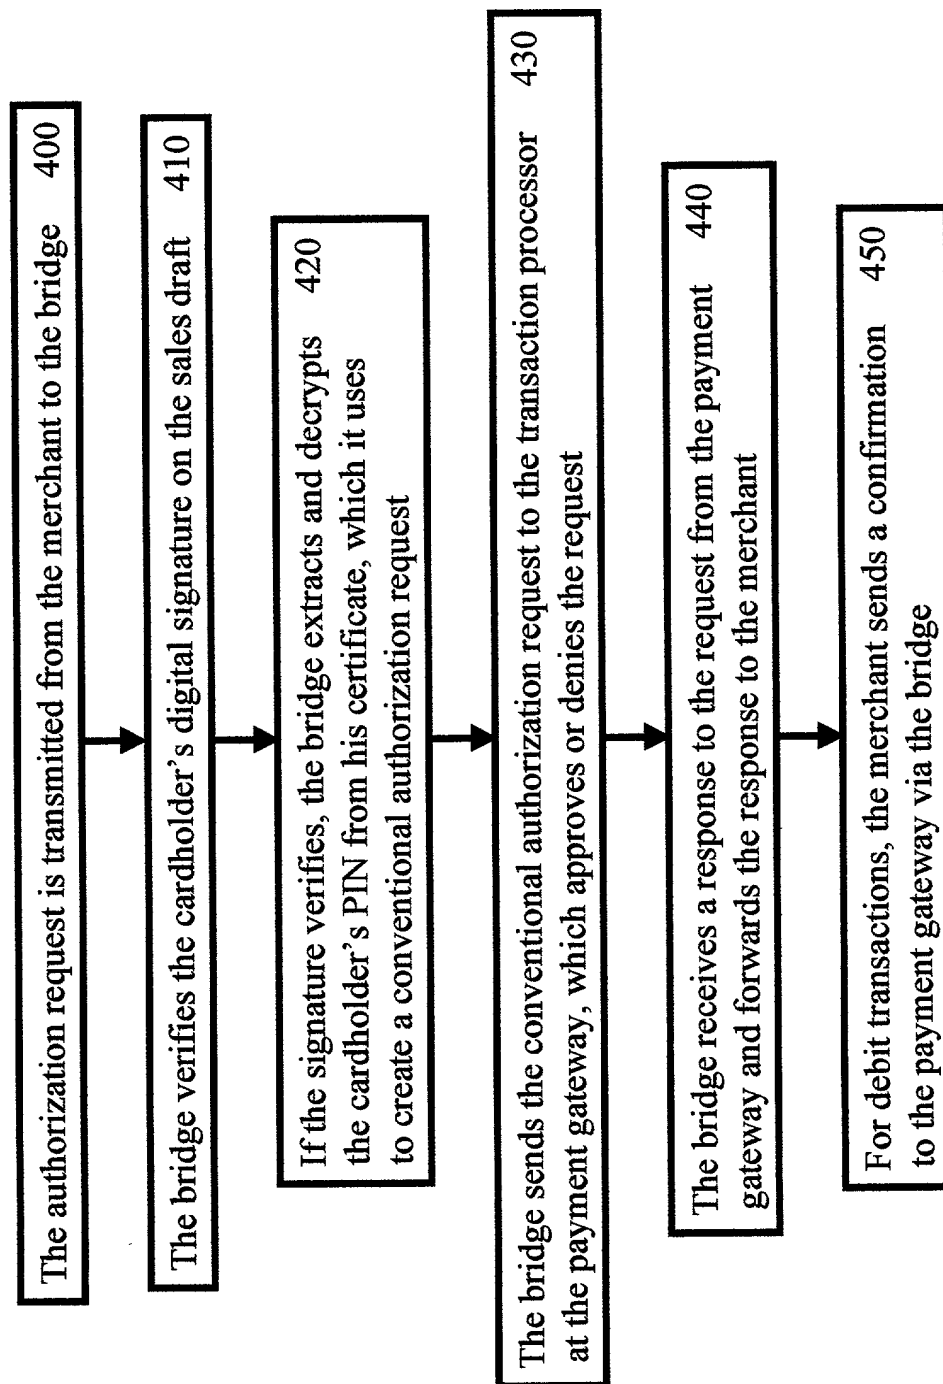 The authorization request is transmitted from the merchant to the bridge 400
The bridge verifies the cardholder's digital signature on the sales draft 410
If the signature verifies, the bridge extracts and decrypts 420
the cardholder's PIN from his certificate, which it uses
to create a conventional authorization request
The bridge sends the conventional authorization request to the transaction processor 430
at the payment gateway, which approves or denies the request
The bridge receives a response to the request from the payment 440
gateway and forwards the response to the merchant
For debit transactions, the merchant sends a confirmation 450
to the payment gateway via the bridge